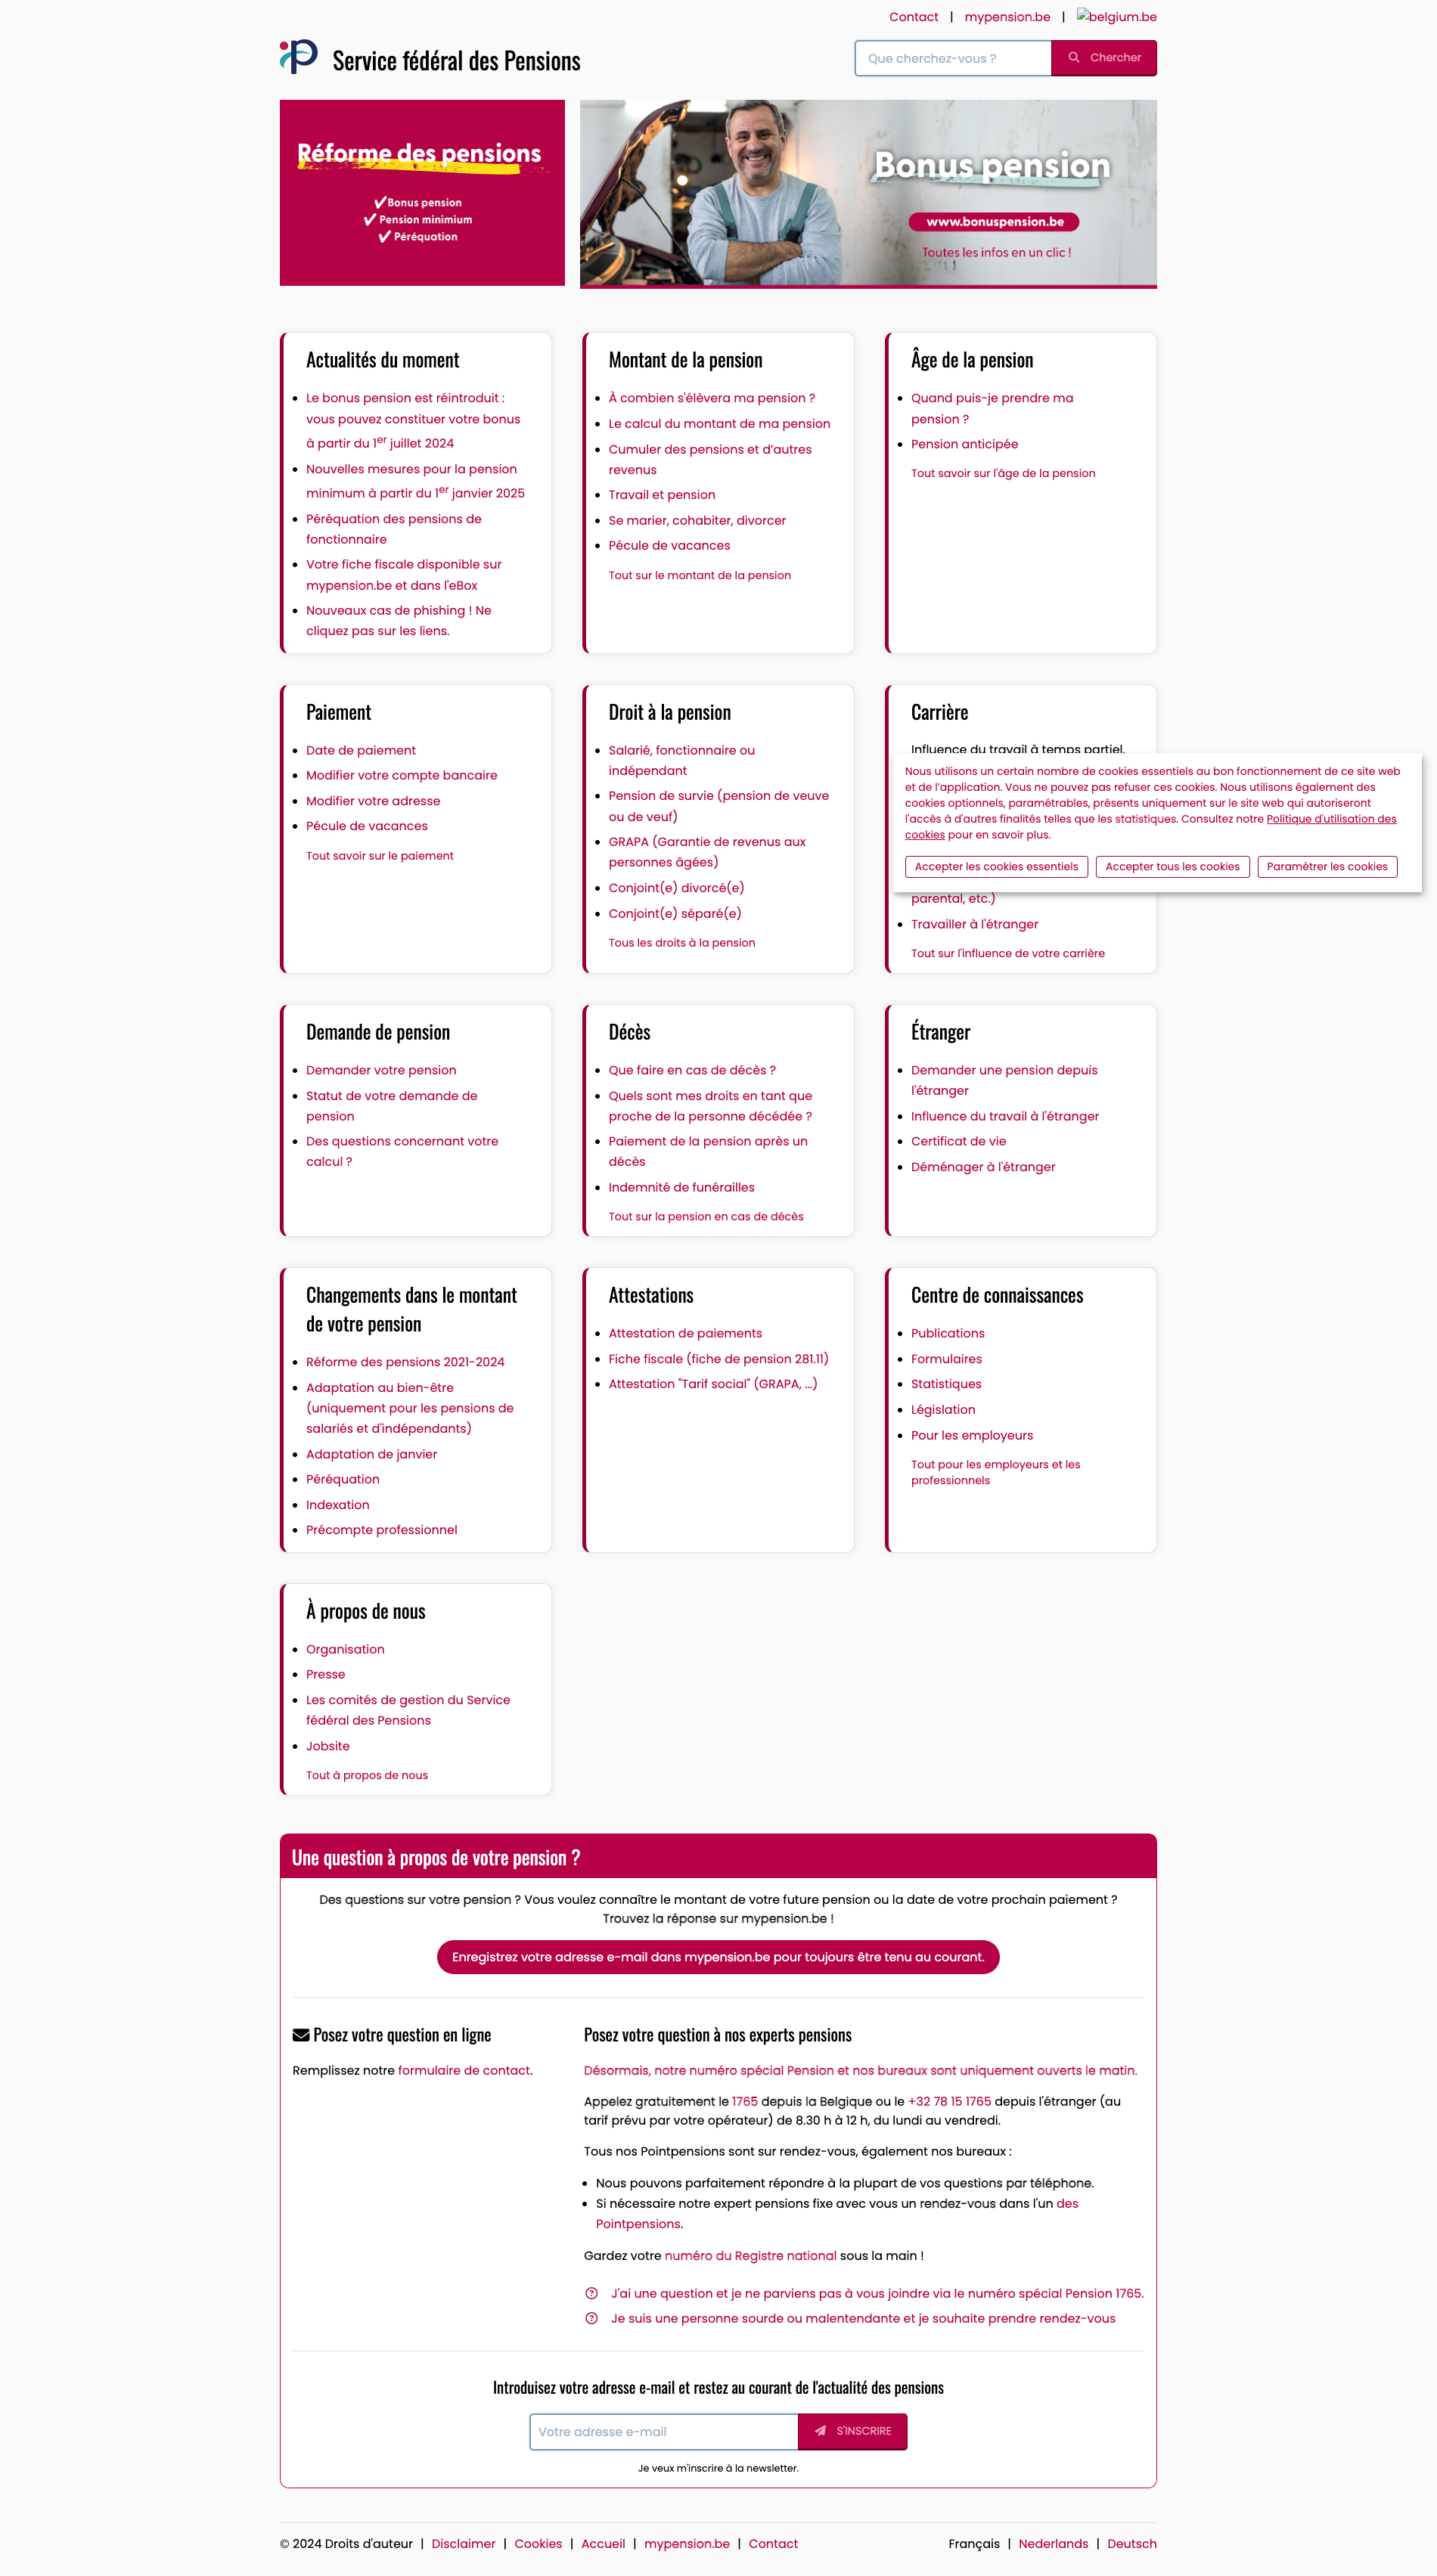 Contact | mypension.be | belgium.be
Service fédéral des Pensions
Que cherchez-vous ?
Chercher
Réforme des pensions
✔Bonus pension
✔ Pension minimum
✔ Péréquation
Bonus pension
www.bonuspension.be
Toutes les infos en un clic !
Actualités du moment
Le bonus pension est réintroduit :
vous pouvez constituer votre bonus
à partir du 1er juillet 2024
Nouvelles mesures pour la pension
minimum à partir du 1er janvier 2025
Péréquation des pensions de
fonctionnaire
Votre fiche fiscale disponible sur
mypension.be et dans l'eBox
Nouveaux cas de phishing ! Ne
cliquez pas sur les liens.
Montant de la pension
À combien s'élèvera ma pension ?
Le calcul du montant de ma pension
Cumuler des pensions et d’autres
revenus
Travail et pension
Se marier, cohabiter, divorcer
Pécule de vacances
Tout sur le montant de la pension
Âge de la pension
Quand puis-je prendre ma
pension ?
Pension anticipée
Tout savoir sur l'âge de la pension
Paiement
Date de paiement
Modifier votre compte bancaire
Modifier votre adresse
Pécule de vacances
Tout savoir sur le paiement
Droit à la pension
Salarié, fonctionnaire ou
indépendant
Pension de survie (pension de veuve
ou de veuf)
GRAPA (Garantie de revenus aux
personnes âgées)
Conjoint(e) divorcé(e)
Conjoint(e) séparé(e)
Tous les droits à la pension
Carrière
Influence du travail à temps partiel,
Nous utilisons un certain nombre de cookies essentiels au bon fonctionnement de ce site web
et de l’application. Vous ne pouvez pas refuser ces cookies. Nous utilisons également des
cookies optionnels, paramétrables, présents uniquement sur le site web qui autoriseront
l'accès à d'autres finalités telles que les statistiques. Consultez notre Politique d'utilisation des
cookies pour en savoir plus.
Accepter les cookies essentiels
Accepter tous les cookies
Paramétrer les cookies
parental, etc.)
Travailler à l'étranger
Tout sur l'influence de votre carrière
Demande de pension
Demander votre pension
Statut de votre demande de
pension
Des questions concernant votre
calcul ?
Décès
Que faire en cas de décès ?
Quels sont mes droits en tant que
proche de la personne décédée ?
Paiement de la pension après un
décès
Indemnité de funérailles
Tout sur la pension en cas de décès
Étranger
Demander une pension depuis
l'étranger
Influence du travail à l'étranger
Certificat de vie
Déménager à l'étranger
Changements dans le montant
de votre pension
Réforme des pensions 2021-2024
Adaptation au bien-être
(uniquement pour les pensions de
salariés et d'indépendants)
Adaptation de janvier
Péréquation
Indexation
Précompte professionnel
Attestations
Attestation de paiements
Fiche fiscale (fiche de pension 281.11)
Attestation "Tarif social" (GRAPA, ...)
Centre de connaissances
Publications
Formulaires
Statistiques
Législation
Pour les employeurs
Tout pour les employeurs et les
professionnels
À propos de nous
Organisation
Presse
Les comités de gestion du Service
fédéral des Pensions
Jobsite
Tout à propos de nous
Une question à propos de votre pension ?
Des questions sur votre pension ? Vous voulez connaître le montant de votre future pension ou la date de votre prochain paiement ?
Trouvez la réponse sur mypension.be !
Enregistrez votre adresse e-mail dans mypension.be pour toujours être tenu au courant.
Posez votre question en ligne
Remplissez notre formulaire de contact.
Posez votre question à nos experts pensions
Désormais, notre numéro spécial Pension et nos bureaux sont uniquement ouverts le matin.
Appelez gratuitement le 1765 depuis la Belgique ou le +32 78 15 1765 depuis l'étranger (au
tarif prévu par votre opérateur) de 8.30 h à 12 h, du lundi au vendredi.
Tous nos Pointpensions sont sur rendez-vous, également nos bureaux :
Nous pouvons parfaitement répondre à la plupart de vos questions par téléphone.
Si nécessaire notre expert pensions fixe avec vous un rendez-vous dans l'un des
Pointpensions.
Gardez votre numéro du Registre national sous la main !
J'ai une question et je ne parviens pas à vous joindre via le numéro spécial Pension 1765.
Je suis une personne sourde ou malentendante et je souhaite prendre rendez-vous
Introduisez votre adresse e-mail et restez au courant de l'actualité des pensions
Votre adresse e-mail
S'INSCRIRE
Je veux m'inscrire à la newsletter.
© 2024 Droits d'auteur | Disclaimer | Cookies | Accueil | mypension.be | Contact
Français | Nederlands | Deutsch